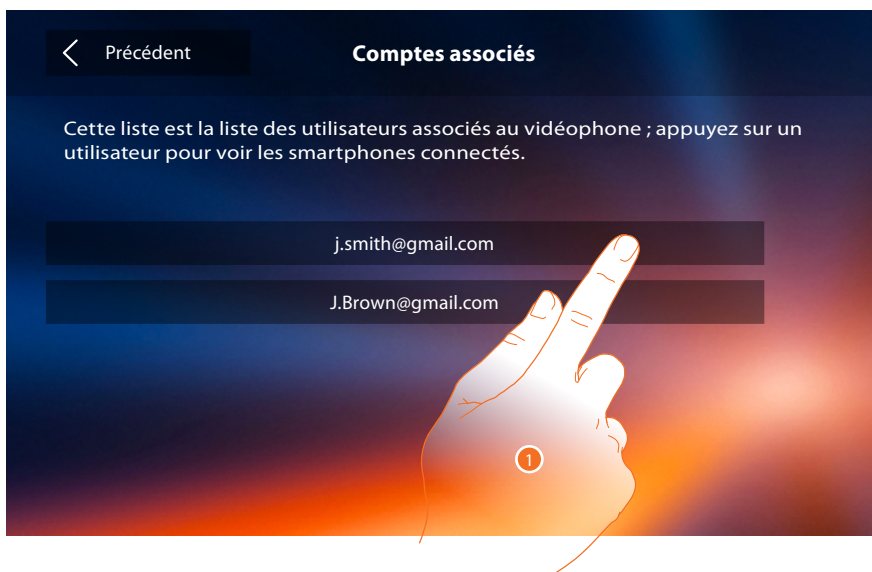 Précédent
Comptes associés
Cette liste est la liste des utilisateurs associés au vidéophone ; appuyez sur un
utilisateur pour voir les smartphones connectés.
j.smith@gmail.com
J.Brown@gmail.com
1